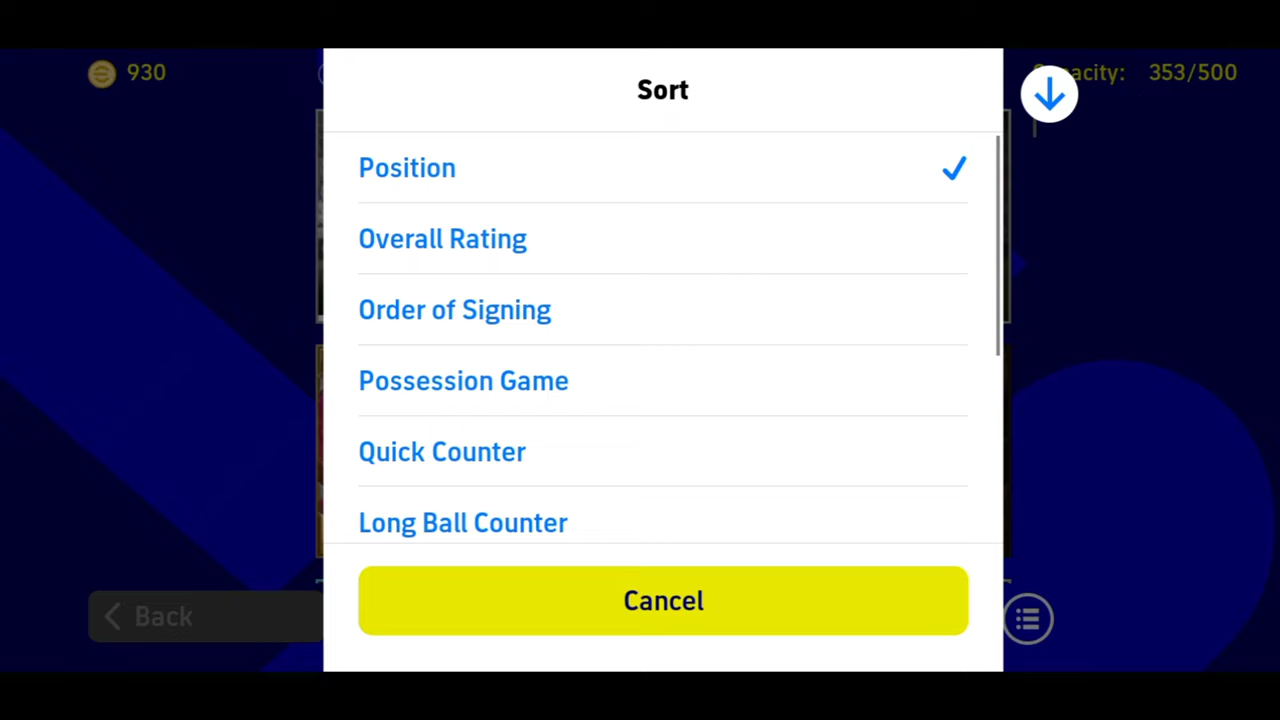 930
Capacity: 353/500
Sort
Position
Overall Rating
Order of Signing
Possession Game
Quick Counter
Long Ball Counter
Cancel
Back